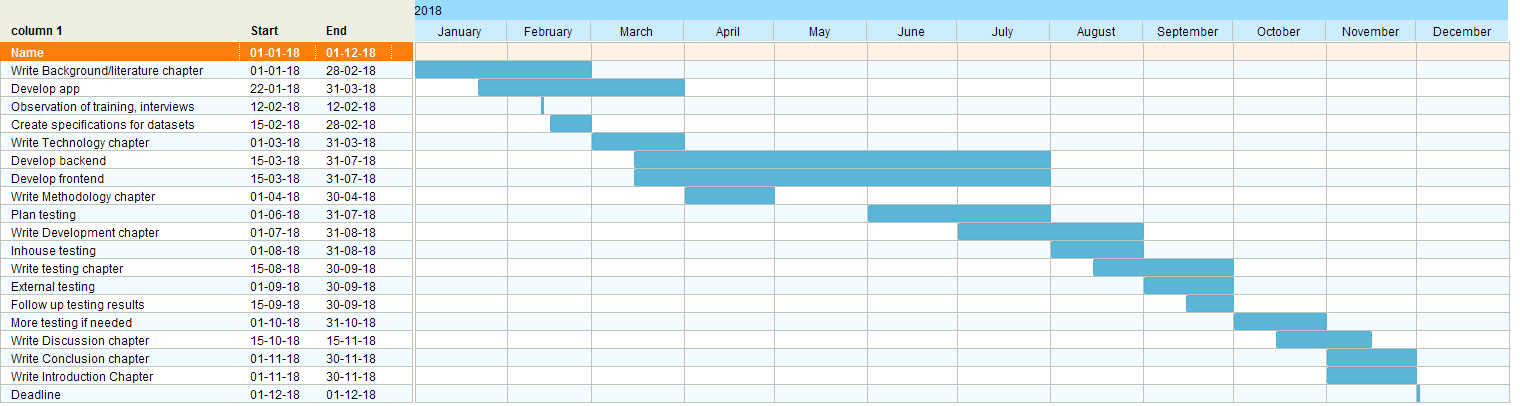 2018
column 1 Start End January February March April May June July August September October November December
Name 01-01-18 01-12-18
Write Background/literature chapter 01-01-18 28-02-18
Develop app 22-01-18 31-03-18
Observation of training, interviews 12-02-18 12-02-18
Create specifications for datasets 15-02-18 28-02-18
Write Technology chapter 01-03-18 31-03-18
Develop backend 15-03-18 31-07-18
Develop frontend 15-03-18 31-07-18
Write Methodology chapter 01-04-18 30-04-18
Plan testing 01-06-18 31-07-18
Write Development chapter 01-07-18 31-08-18
Inhouse testing 01-08-18 31-08-18
Write testing chapter 15-08-18 30-09-18
External testing 01-09-18 30-09-18
Follow up testing results 15-09-18 30-09-18
More testing if needed 01-10-18 31-10-18
Write Discussion chapter 15-10-18 15-11-18
Write Conclusion chapter 01-11-18 30-11-18
Write Introduction Chapter 01-11-18 30-11-18
Deadline 01-12-18 01-12-18